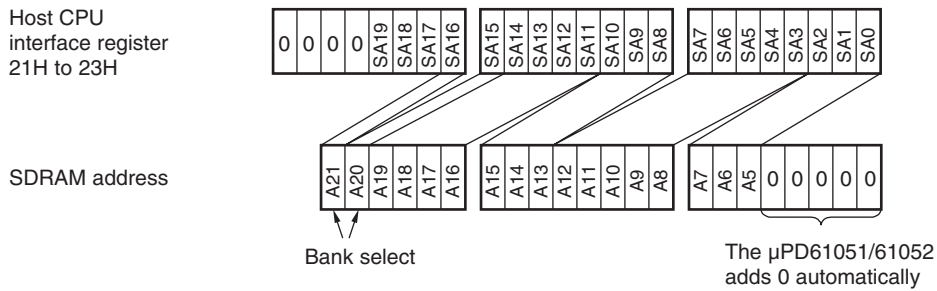 Host CPU
interface register
21H to 23H
0 0 0 0 SA19 SA18 SA17 SA16 SA15 SA14 SA13 SA12 SA11 SA10 SA9 SA8 SA7 SA6 SA5 SA4 SA3 SA2 SA1 SA0
SDRAM address
A21 A20 A19 A18 A17 A16 A15 A14 A13 A12 A11 A10 A9 A8 A7 A6 A5 0 0 0 0 0
Bank select
The µPD61051/61052
adds 0 automatically